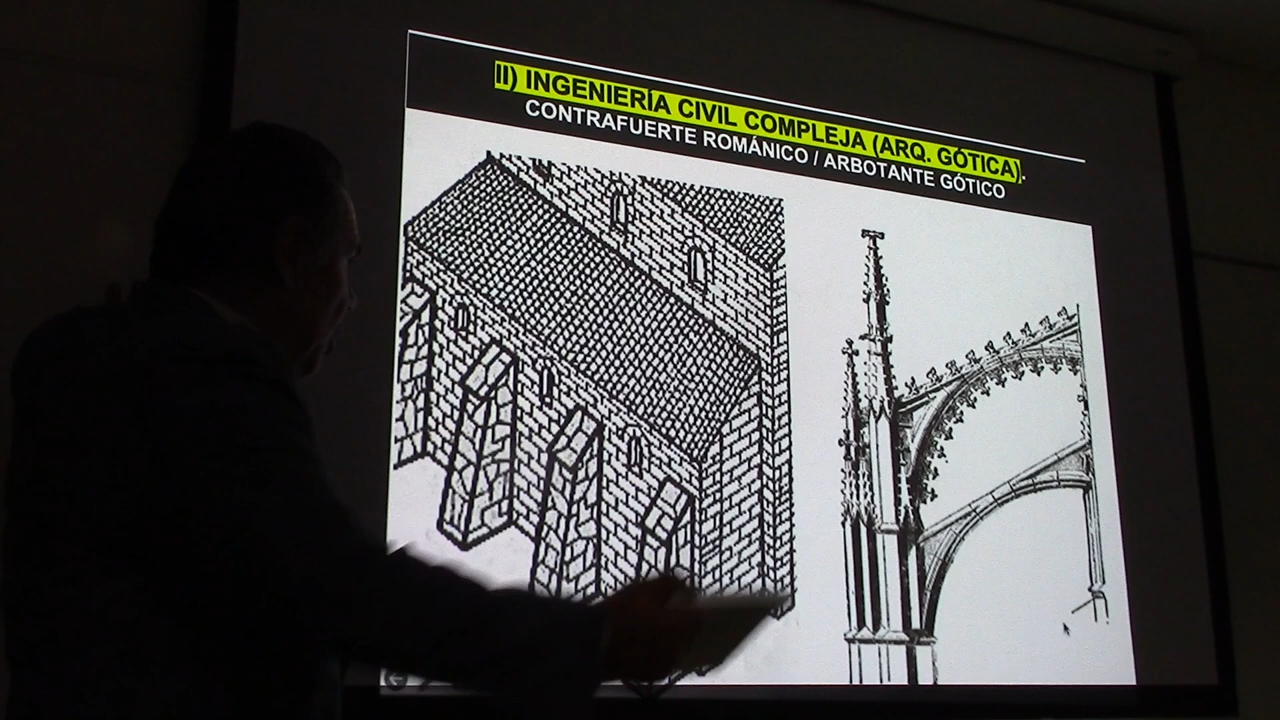 II) INGENIERÍA CIVIL COMPLEJA (ARQ. GÓTICA).
CONTRAFUERTE ROMÁNICO / ARBOTANTE GÓTICO